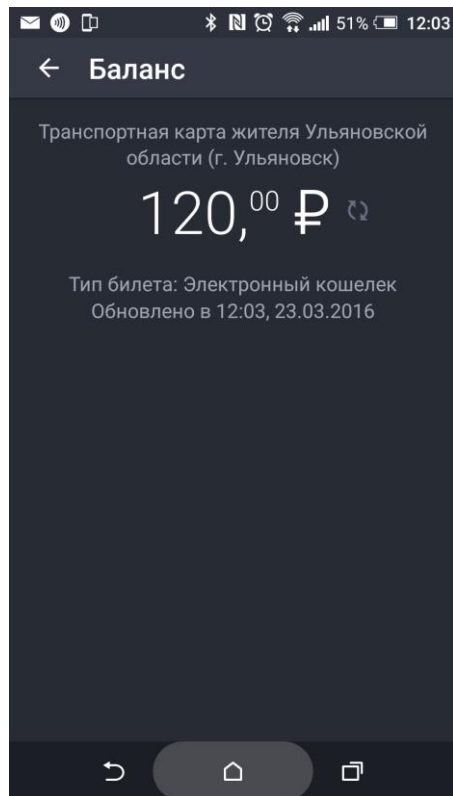 51% 12:03
Баланс
Транспортная карта жителя Ульяновской
области (г. Ульяновск)
120,00 ₽
Тип билета: Электронный кошелек
Обновлено в 12:03, 23.03.2016